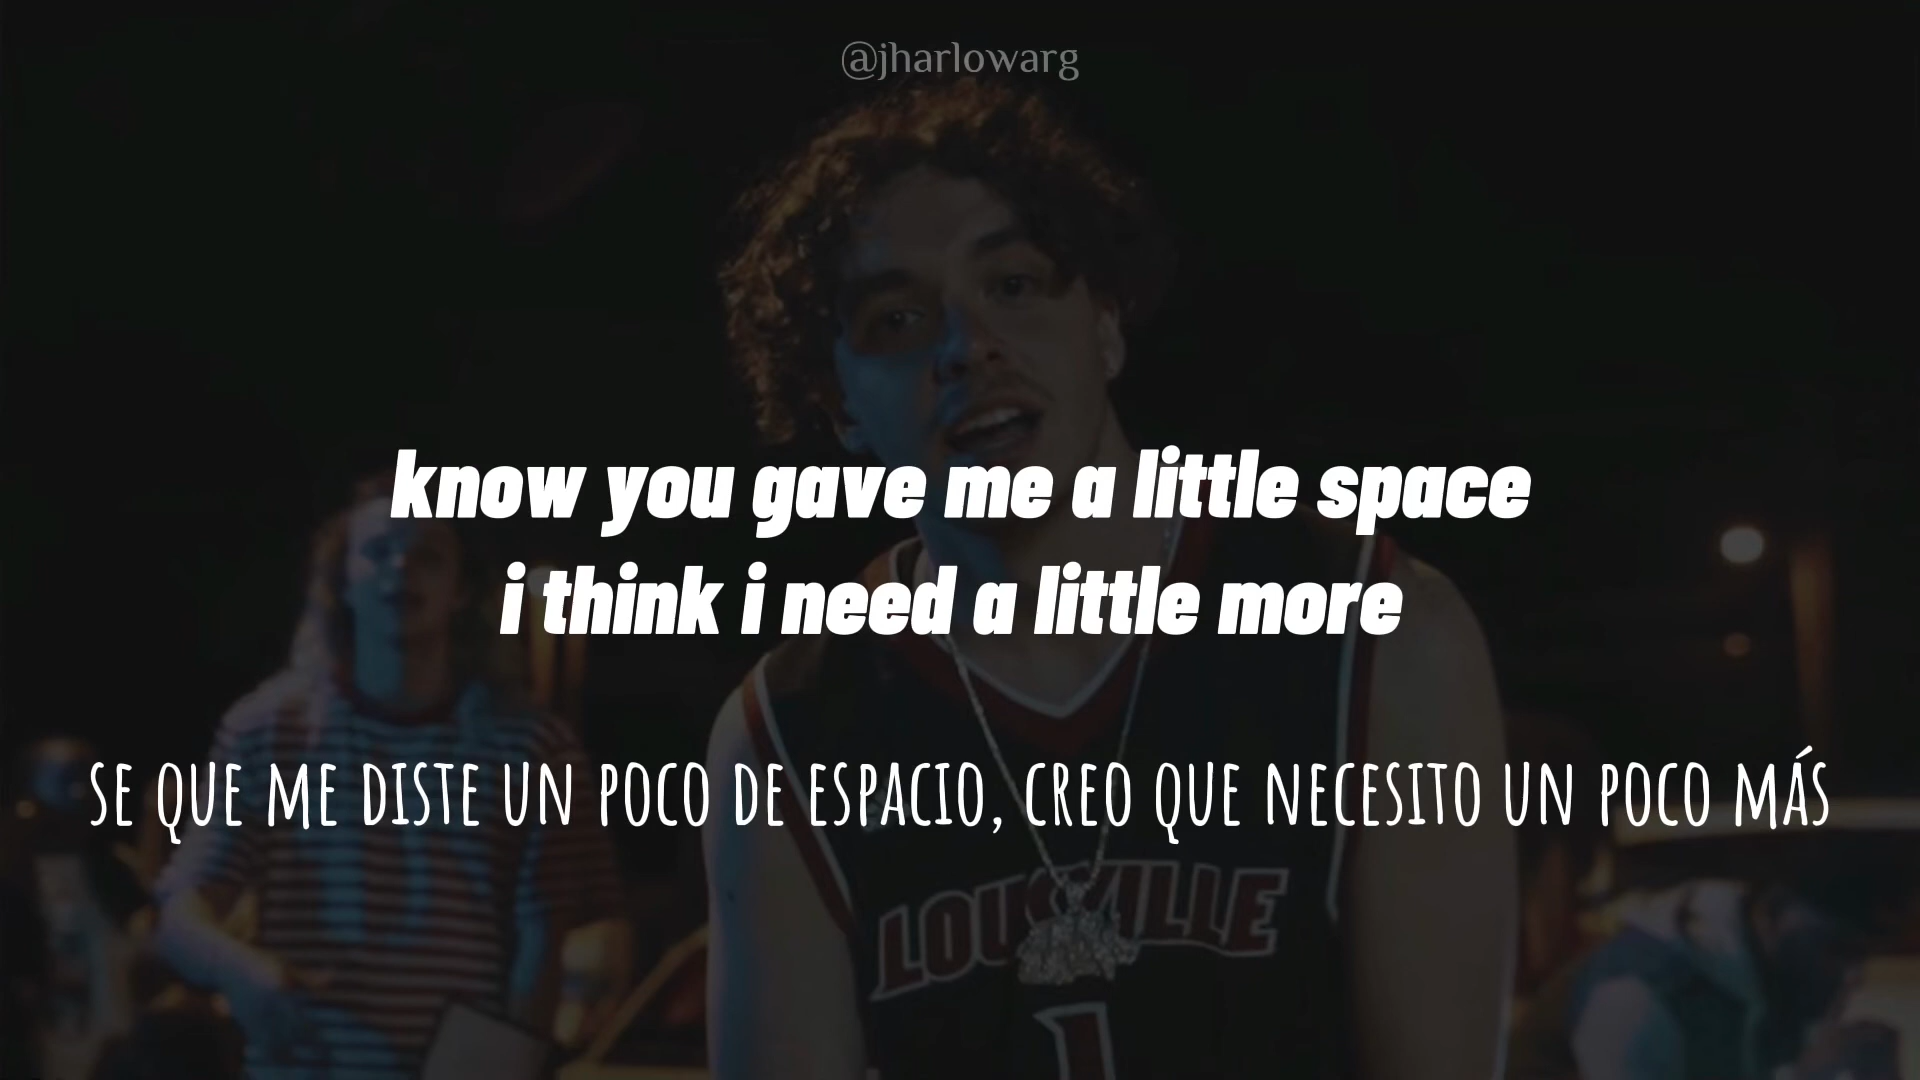 @jharlowarg
know you gave me a little space
i think i need a little more
SE QUE ME DISTE UN POCO DE ESPACIO, CREO QUE NECESITO UN POCO MÁS
LOUISVILLE
1